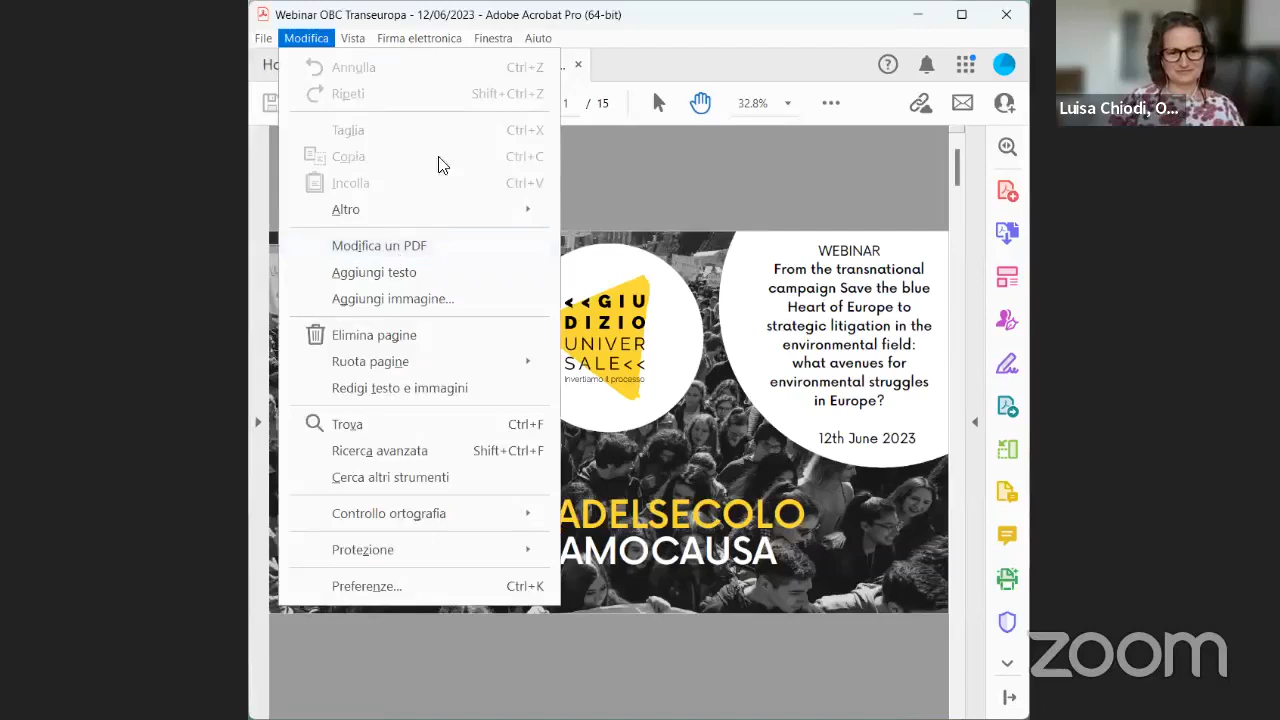 Webinar OBC Transeuropa - 12/06/2023 - Adobe Acrobat Pro (64-bit)
File Modifica Vista Firma elettronica Finestra Aiuto
1 / 15 32.8%
Annulla Ctrl+Z
Ripeti Shift+Ctrl+Z
Taglia Ctrl+X
Copia Ctrl+C
Incolla Ctrl+V
Altro
Modifica un PDF
Aggiungi testo
Aggiungi immagine...
Elimina pagine
Ruota pagine
Redigi testo e immagini
Trova Ctrl+F
Ricerca avanzata Shift+Ctrl+F
Cerca altri strumenti
Controllo ortografia
Protezione
Preferenze... Ctrl+K
<<GIU
DIZIO
UNIVER
SALE<<
Invertiamo il processo
WEBINAR
From the transnational
campaign Save the blue
Heart of Europe to
strategic litigation in the
environmental field:
what avenues for
environmental struggles
in Europe?
12th June 2023
ADELSECOLO
AMOCAUSA
Luisa Chiodi, O...
zoom